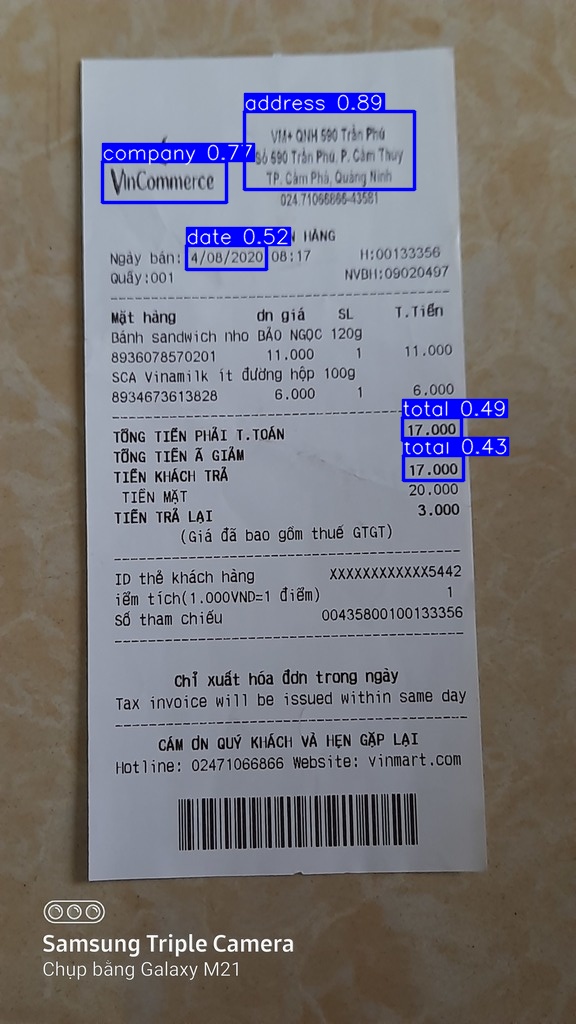 address 0.89
VM+ QNH 590 Trần Phú
company 0.77
Số 590 Trần Phú, P. Cẩm Thủy
VinCommerce
TP. Cẩm Phả, Quảng Ninh
024.71066866-43581
date 0.52
N HÀNG
Ngày bán: 4/08/2020 08:17 H:00133356
Quầy:001 NVBH:09020497
Mặt hàng đn giá SL T.Tiền
Bánh sandwich nho BẢO NGỌC 120g
8936078570201 11.000 1 11.000
SCA Vinamilk ít đường hộp 100g
8934673613828 6.000 1 6.000
total 0.49
TỔNG TIỀN PHẢI T.TOÁN 17.000
total 0.43
TỔNG TIỀN Ã GIẢM
TIỀN KHÁCH TRẢ 17.000
TIỀN MẶT 20.000
TIỀN TRẢ LẠI 3.000
(Giá đã bao gồm thuế GTGT)
ID thẻ khách hàng XXXXXXXXXXXX5442
iểm tích(1.000VND=1 điểm) 1
Số tham chiếu 00435800100133356
Chỉ xuất hóa đơn trong ngày
Tax invoice will be issued within same day
CÁM ƠN QUÝ KHÁCH VÀ HẸN GẶP LẠI
Hotline: 02471066866 Website: vinmart.com
Samsung Triple Camera
Chụp bằng Galaxy M21